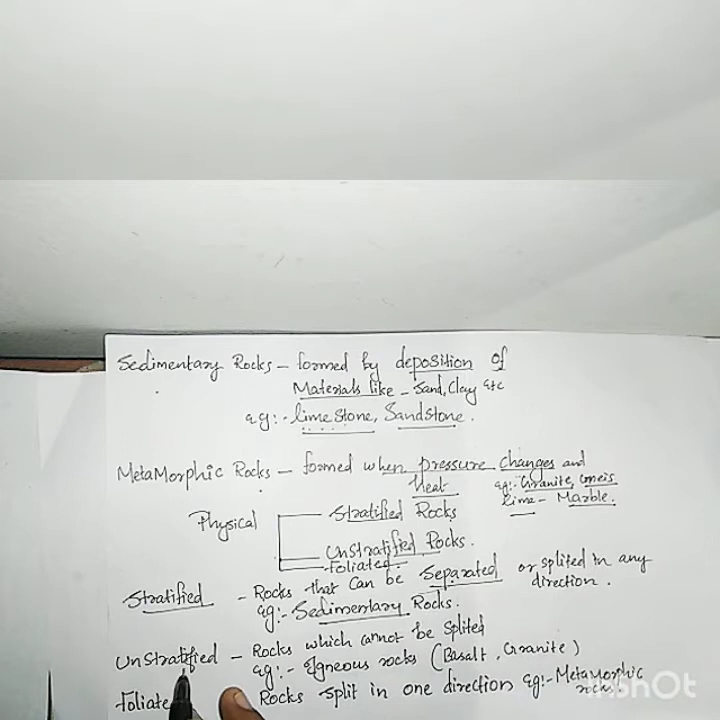 Sedimentary Rocks - formed by deposition of
Materials like - Sand, Clay etc
eg:- lime stone, Sandstone.
MetaMorphic Rocks - formed when pressure changes and
Heat
eg:- Granite, Gneis
lime - Marble.
Physical
Stratified Rocks
Unstratified Rocks.
Foliated.
Stratified - Rocks that can be Separated or splited in any
direction.
eg:- Sedimentary Rocks.
Unstratified - Rocks which cannot be Splited
eg:- Igneous rocks (Basalt, Granite)
Foliate Rocks split in one direction eg:- Metamorphic
rocks